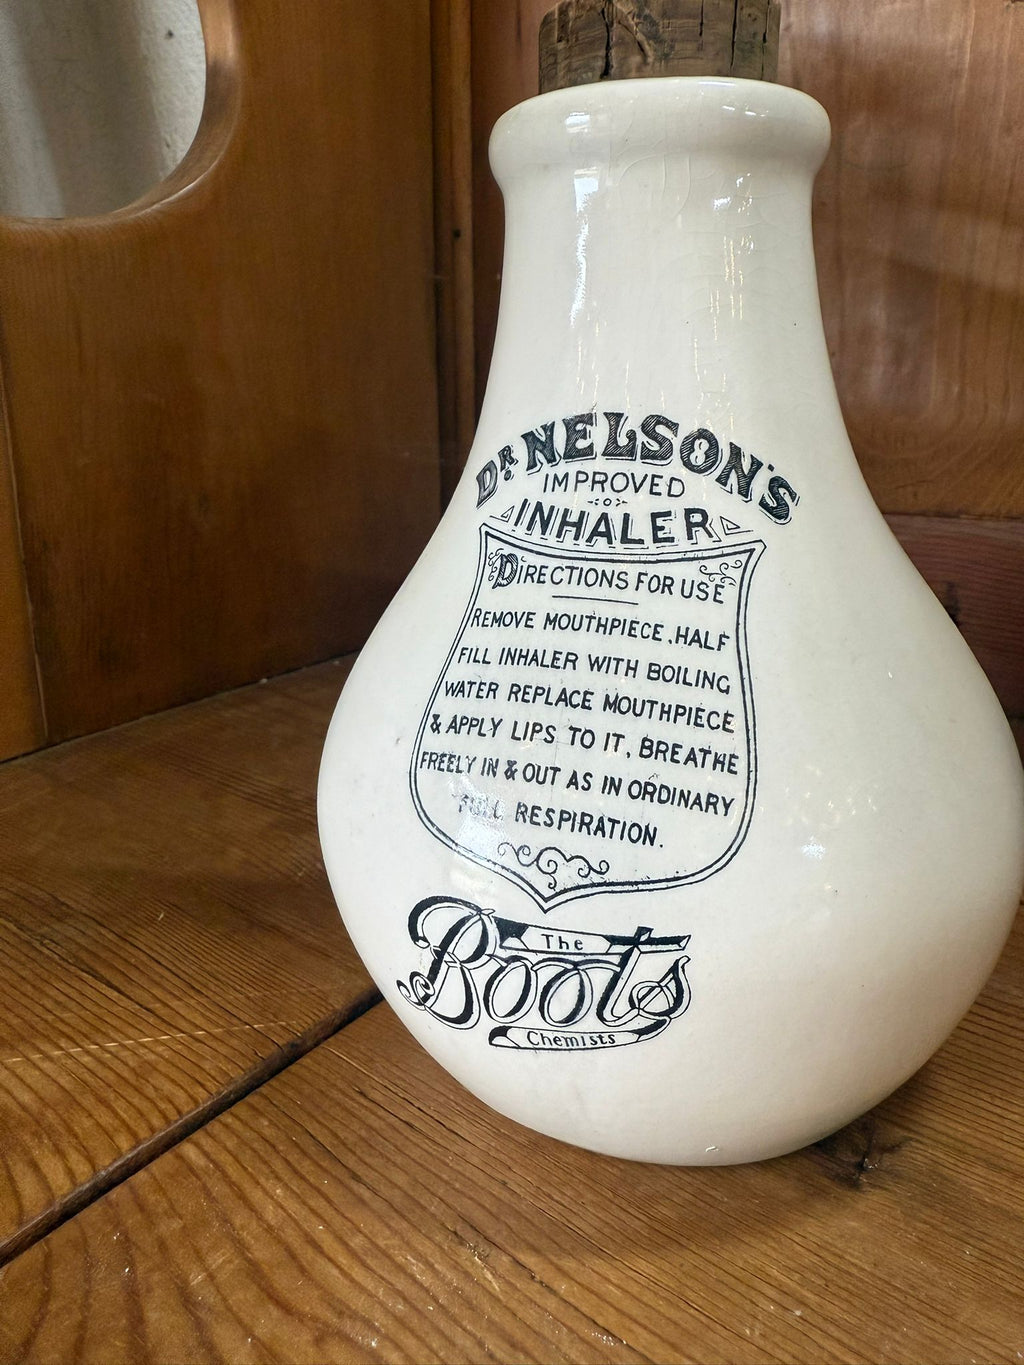 DR. NELSON'S
IMPROVED
INHALER
DIRECTIONS FOR USE
REMOVE MOUTHPIECE, HALF
FILL INHALER WITH BOILING
WATER REPLACE MOUTHPIECE
& APPLY LIPS TO IT, BREATHE
FREELY IN & OUT AS IN ORDINARY
FULL RESPIRATION.
The
Boots
Chemists